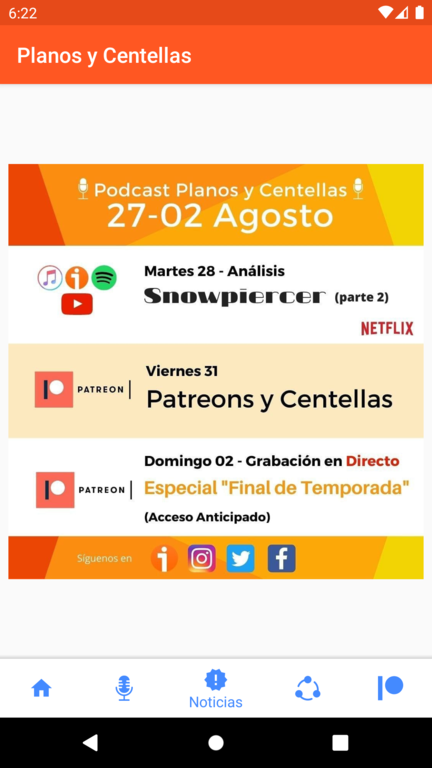 6:22
Planos y Centellas
Podcast Planos y Centellas
27-02 Agosto
Martes 28 - Análisis
Snowpiercer (parte 2)
NETFLIX
Viernes 31
PATREON
Patreons y Centellas
Domingo 02 - Grabación en Directo
PATREON
Especial "Final de Temporada"
(Acceso Anticipado)
Síguenos en
Noticias